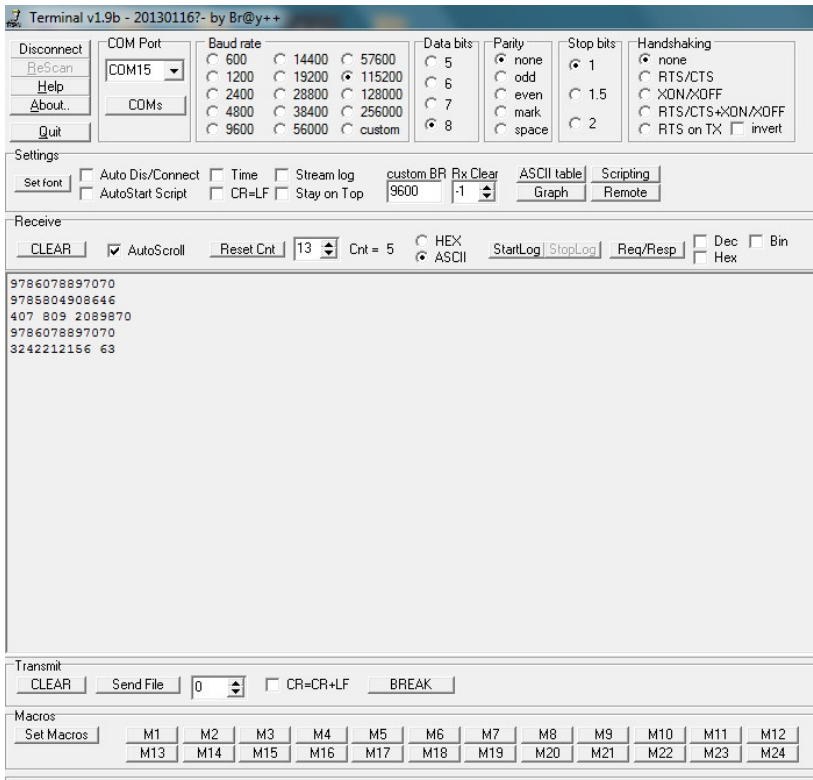 Terminal v1.9b - 20130116?- by Br@y++
Disconnect
ReScan
Help
About..
Quit
COM Port
COM15
COMs
Baud rate
600 14400 57600
1200 19200 115200
2400 28800 128000
4800 38400 256000
9600 56000 custom
Data bits
5
6
7
8
Parity
none
odd
even
mark
space
Stop bits
1
1.5
2
Handshaking
none
RTS/CTS
XON/XOFF
RTS/CTS+XON/XOFF
RTS on TX invert
Settings
Set font
Auto Dis/Connect Time Stream log
AutoStart Script CR=LF Stay on Top
custom BR Rx Clear
9600 -1
ASCII table Scripting
Graph Remote
Receive
CLEAR AutoScroll Reset Cnt 13 Cnt = 5
HEX
ASCII
StartLog StopLog Req/Resp
Dec Bin
Hex
9786078897070
9785804908646
407 809 2089870
9786078897070
3242212156 63
Transmit
CLEAR Send File 0 CR=CR+LF BREAK
Macros
Set Macros M1 M2 M3 M4 M5 M6 M7 M8 M9 M10 M11 M12
M13 M14 M15 M16 M17 M18 M19 M20 M21 M22 M23 M24